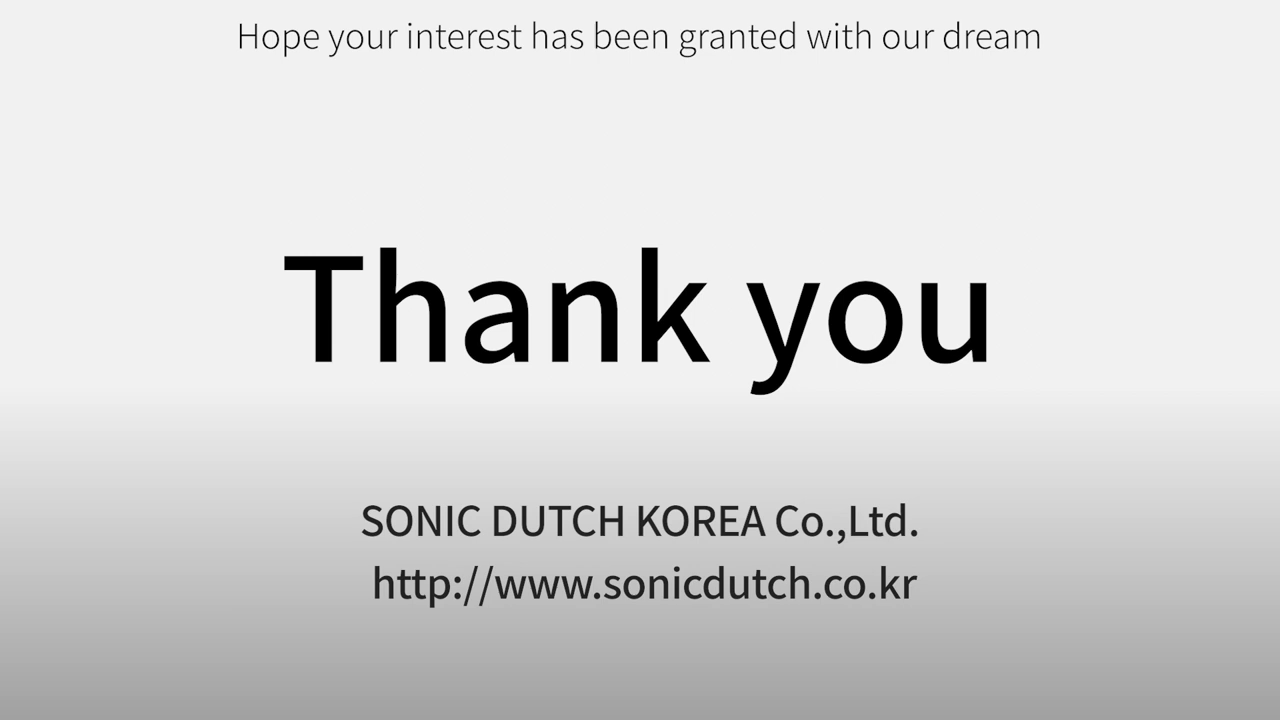 Hope your interest has been granted with our dream
Thank you
SONIC DUTCH KOREA Co.,Ltd.
http://www.sonicdutch.co.kr